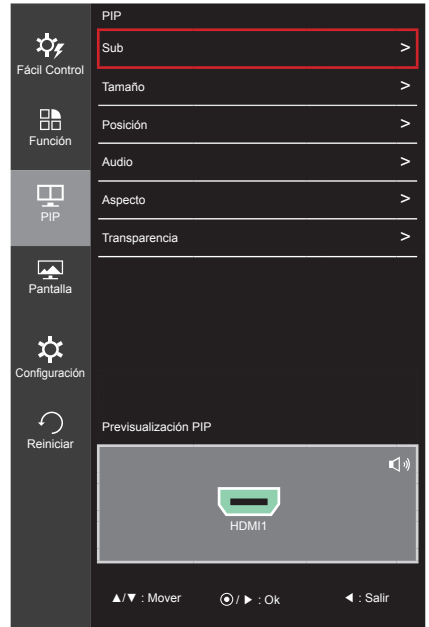 Fácil Control
Función
PIP
Pantalla
Configuración
Reiniciar
PIP
Sub >
Tamaño >
Posición >
Audio >
Aspecto >
Transparencia >
Previsualización PIP
HDMI1
▲/▼ : Mover
/ ▶ : Ok
◀ : Salir